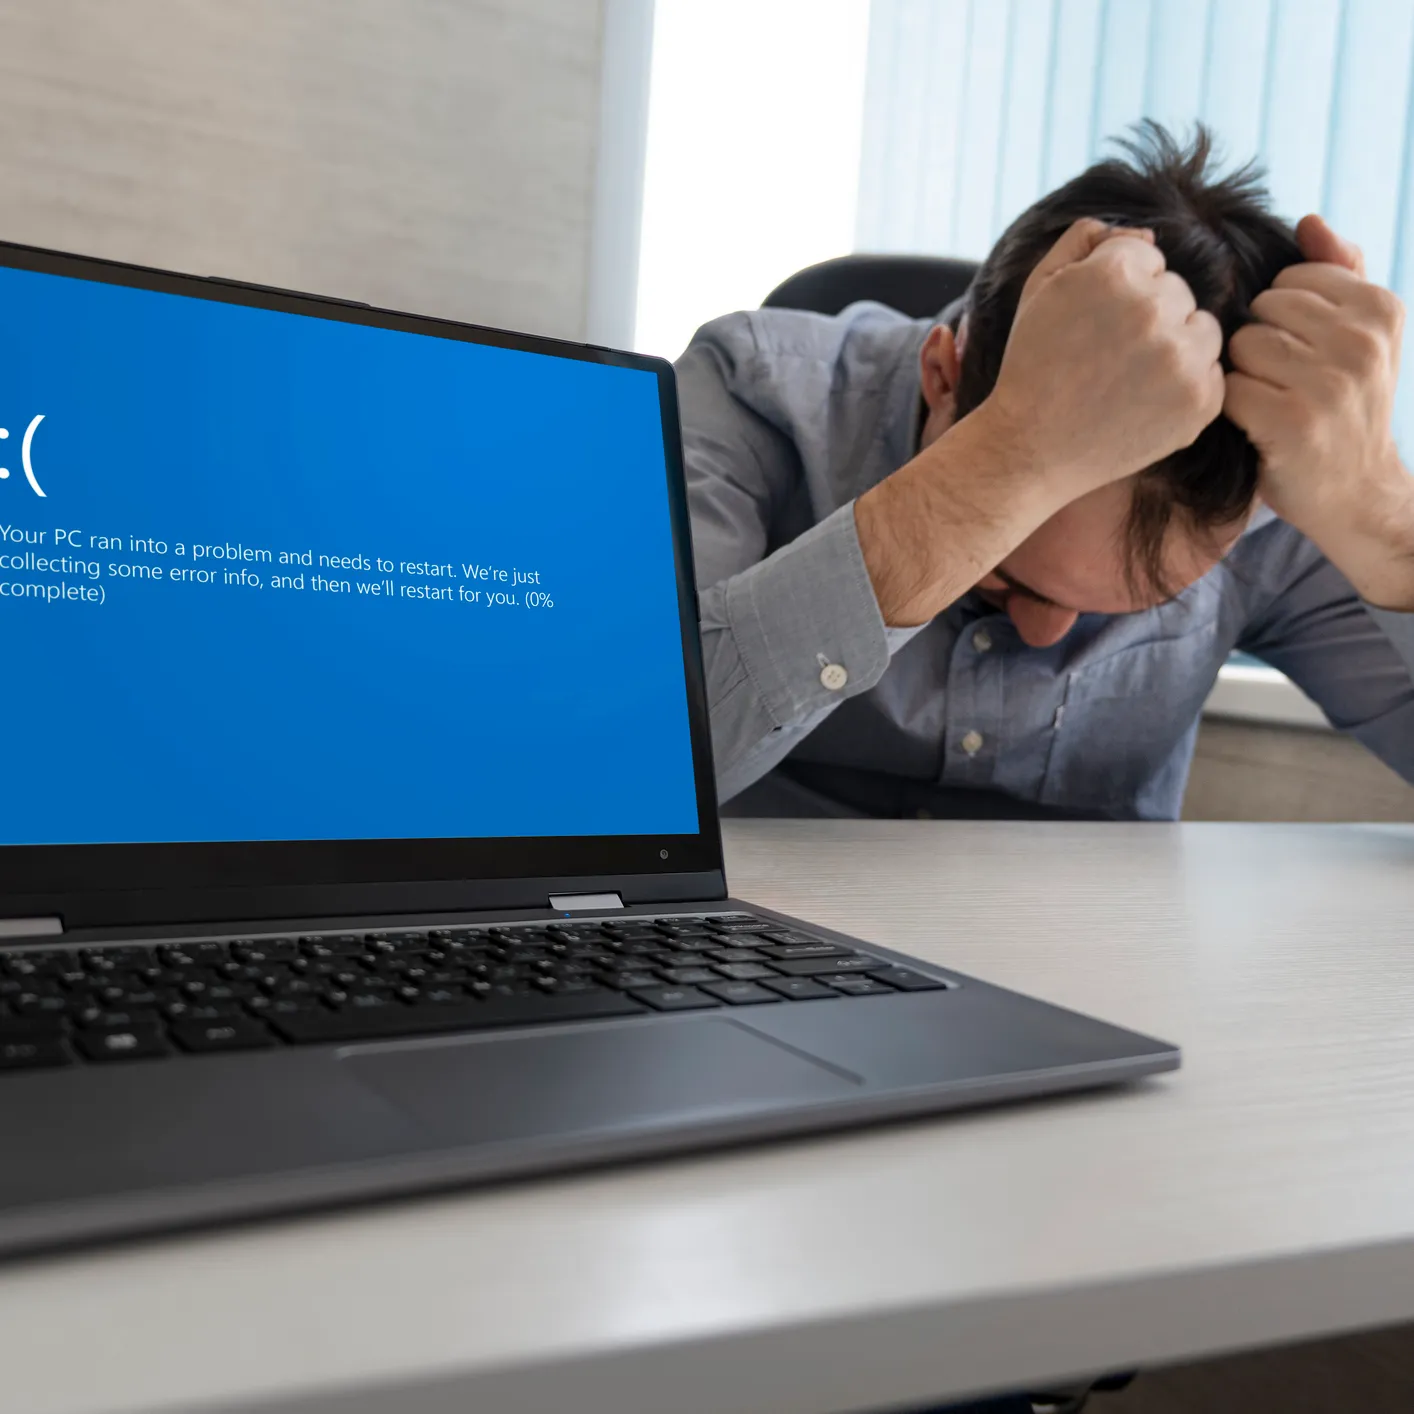 :(
Your PC ran into a problem and needs to restart. We're just
collecting some error info, and then we'll restart for you. (0%
complete)